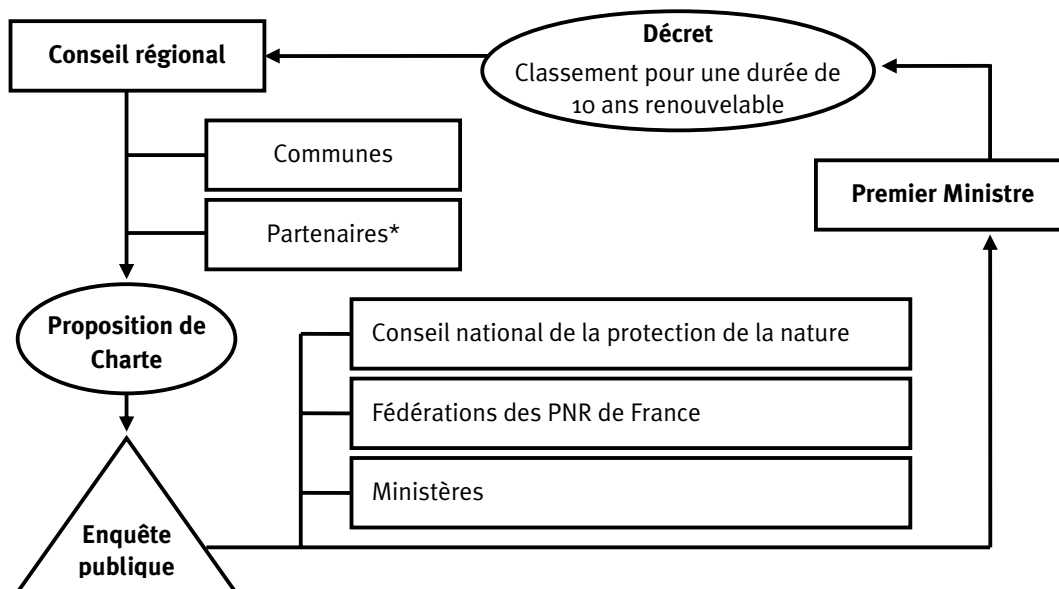 Conseil régional
Décret
Classement pour une durée de
10 ans renouvelable
Communes
Premier Ministre
Partenaires*
Proposition de
Charte
Conseil national de la protection de la nature
Fédérations des PNR de France
Ministères
Enquête
publique